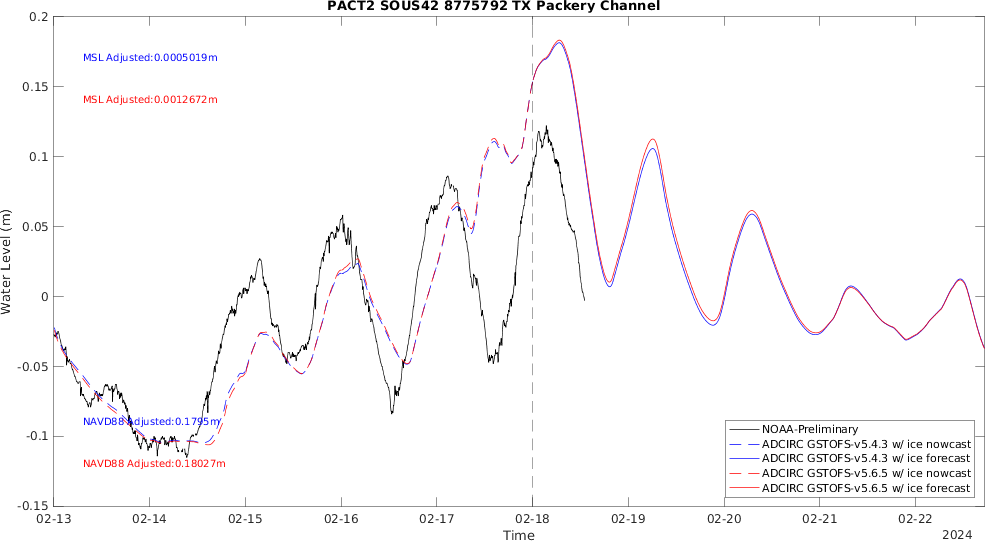 PACT2 SOUS42 8775792 TX Packery Channel
0.2
MSL Adjusted:0.0005019m
0.15
MSL Adjusted:0.0012672m
0.1
0.05
Water Level (m)
0
-0.05
NAVD88 Adjusted:0.1795m
-0.1
NAVD88 Adjusted:0.18027m
-0.15
NOAA-Preliminary
ADCIRC GSTOFS-v5.4.3 w/ ice nowcast
ADCIRC GSTOFS-v5.4.3 w/ ice forecast
ADCIRC GSTOFS-v5.6.5 w/ ice nowcast
ADCIRC GSTOFS-v5.6.5 w/ ice forecast
02-13 02-14 02-15 02-16 02-17 02-18 02-19 02-20 02-21 02-22
Time
2024